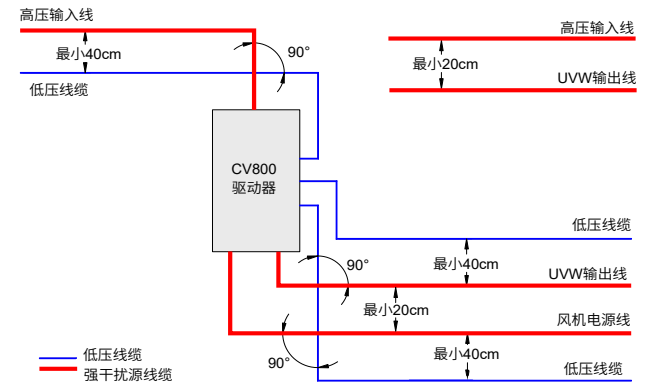 高压输入线
最小40cm
低压线缆
90°
高压输入线
最小20cm
UVW输出线
CV800
驱动器
低压线缆
最小40cm
90°
UVW输出线
最小20cm
风机电源线
90°
最小40cm
低压线缆
低压线缆
强干扰源线缆